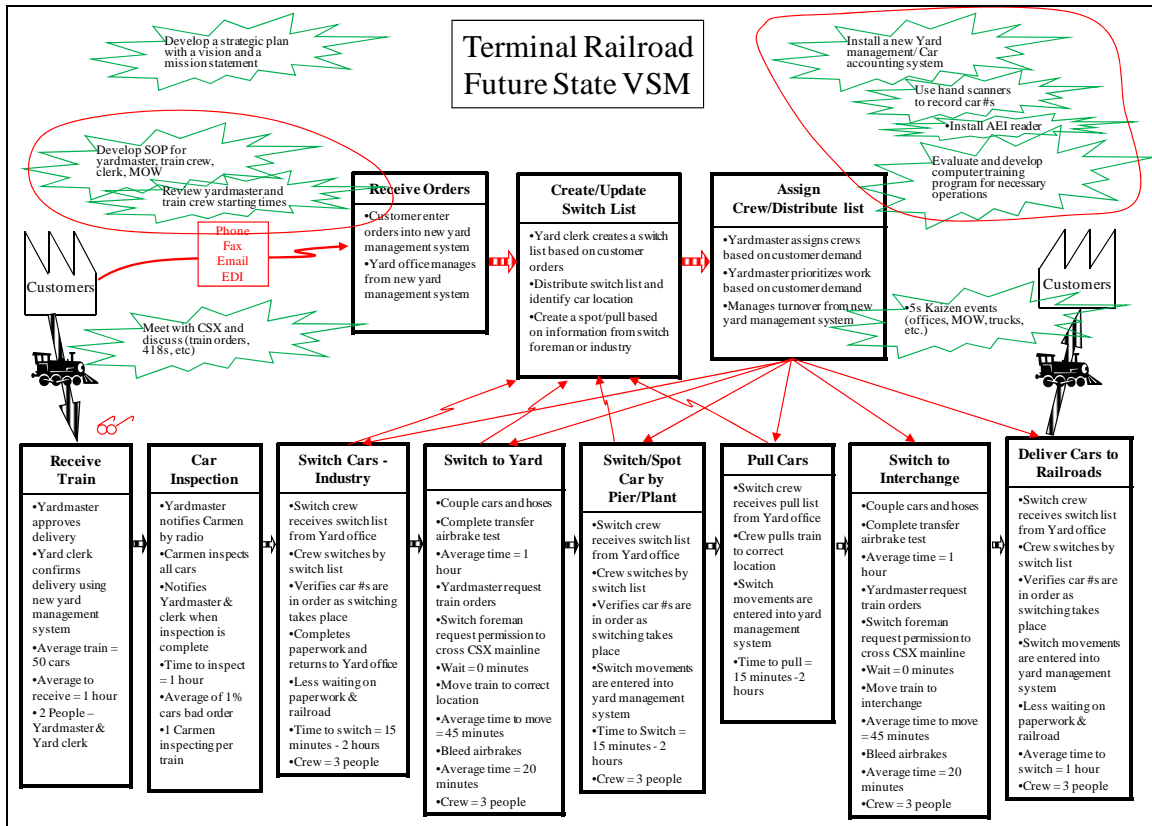 Terminal Railroad
Future State VSM
Develop a strategic plan
with a vision and a
mission statement
Install a new Yard
management/ Car
accounting system
Use hand scanners
to record car #s
•Install AEI reader
Evaluate and develop
computer training
program for necessary
operations
Develop SOP for
yardmaster, train crew,
clerk, MOW
Review yardmaster and
train crew starting times
Phone
Fax
Email
EDI
Customers
Meet with CSX and
discuss (train orders,
418s, etc)
Receive Orders
•Customer enter
orders into new yard
management system
•Yard office manages
from new yard
management system
Create/Update
Switch List
•Yard clerk creates a switch
list based on customer
orders
•Distribute switch list and
identify car location
•Create a spot/pull based
on information from switch
foreman or industry
Assign
Crew/Distribute list
•Yardmaster assigns crews
based on customer demand
•Yardmaster prioritizes work
based on customer demand
•Manages turnover from new
yard management system
•5s Kaizen events
(offices, MOW, trucks,
etc.)
Customers
Receive
Train
•Yardmaster
approves
delivery
•Yard clerk
confirms
delivery using
new yard
management
system
•Average train =
50 cars
•Average to
receive = 1 hour
• 2 People –
Yardmaster &
Yard clerk
Car
Inspection
•Yardmaster
notifies Carmen
by radio
•Carmen inspects
all cars
•Notifies
Yardmaster &
clerk when
inspection is
complete
•Time to inspect
= 1 hour
•Average of 1%
cars bad order
•1 Carmen
inspecting per
train
Switch Cars -
Industry
•Switch crew
receives switch list
from Yard office
•Crew switches by
switch list
•Verifies car #s are
in order as switching
takes place
•Completes
paperwork and
returns to Yard office
•Less waiting on
paperwork &
railroad
•Time to switch = 15
minutes - 2 hours
•Crew = 3 people
Switch to Yard
•Couple cars and hoses
•Complete transfer
airbrake test
•Average time = 1
hour
•Yardmaster request
train orders
•Switch foreman
request permission to
cross CSX mainline
•Wait = 0 minutes
•Move train to correct
location
•Average time to move
= 45 minutes
•Bleed airbrakes
•Average time = 20
minutes
•Crew = 3 people
Switch/Spot
Car by
Pier/Plant
•Switch crew
receives switch list
from Yard office
•Crew switches by
switch list
•Verifies car #s are
in order as
switching takes
place
•Switch movements
are entered into
yard management
system
•Time to Switch =
15 minutes - 2
hours
•Crew = 3 people
Pull Cars
•Switch crew
receives pull list
from Yard office
•Crew pulls train to
correct
location
•Switch
movements are
entered into yard
management
system
•Time to pull =
15 minutes -2
hours
Switch to
Interchange
•Couple cars and hoses
•Complete transfer
airbrake test
•Average time = 1
hour
•Yardmaster request
train orders
•Switch foreman
request permission to
cross CSX mainline
•Wait = 0 minutes
•Move train to
interchange
•Average time to move
= 45 minutes
•Bleed airbrakes
•Average time = 20
minutes
•Crew = 3 people
Deliver Cars to
Railroads
•Switch crew
receives switch list
from Yard office
•Crew switches by
switch list
•Verifies car #s are in
order as switching
takes place
•Switch movements
are entered into yard
management
system
•Less waiting on
paperwork &
railroad
•Average time to
switch = 1 hour
•Crew = 3 people